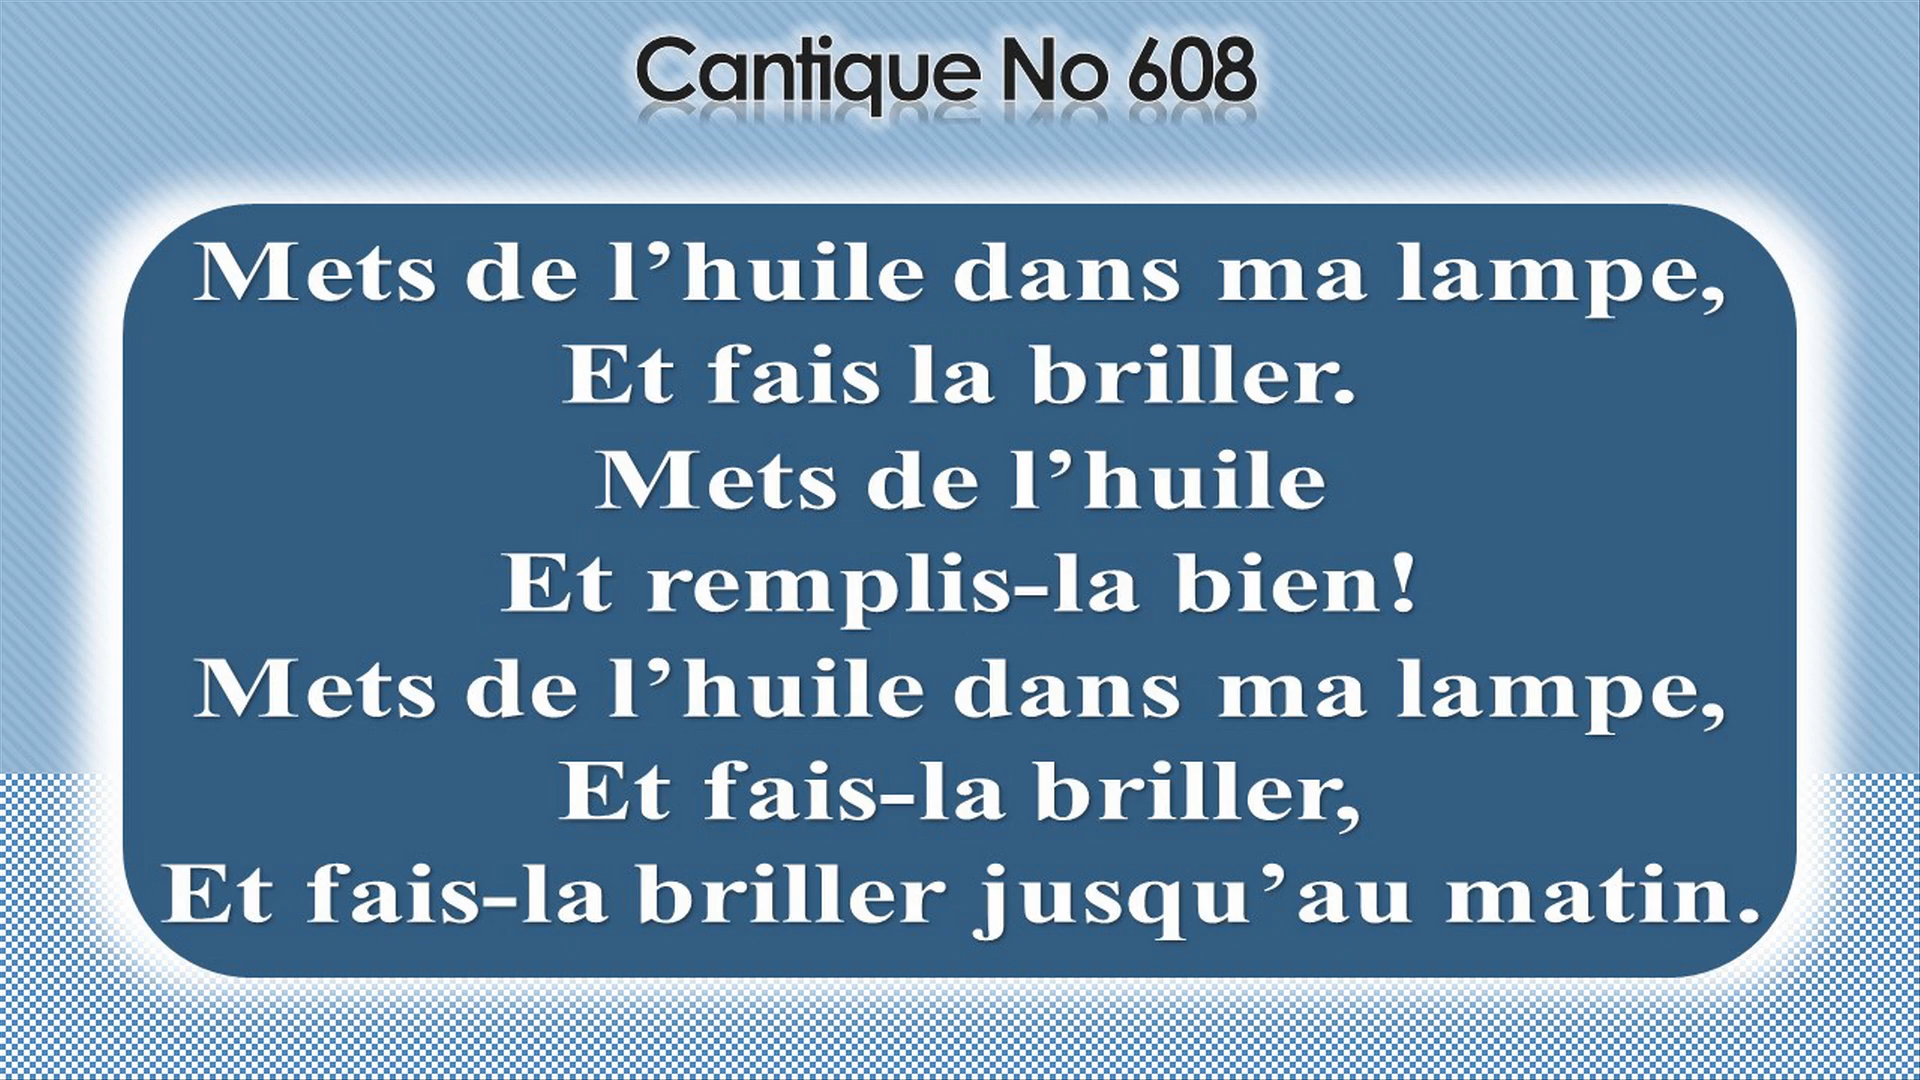 Cantique No 608
Mets de l’huile dans ma lampe,
Et fais la briller.
Mets de l’huile
Et remplis-la bien!
Mets de l’huile dans ma lampe,
Et fais-la briller,
Et fais-la briller jusqu’au matin.